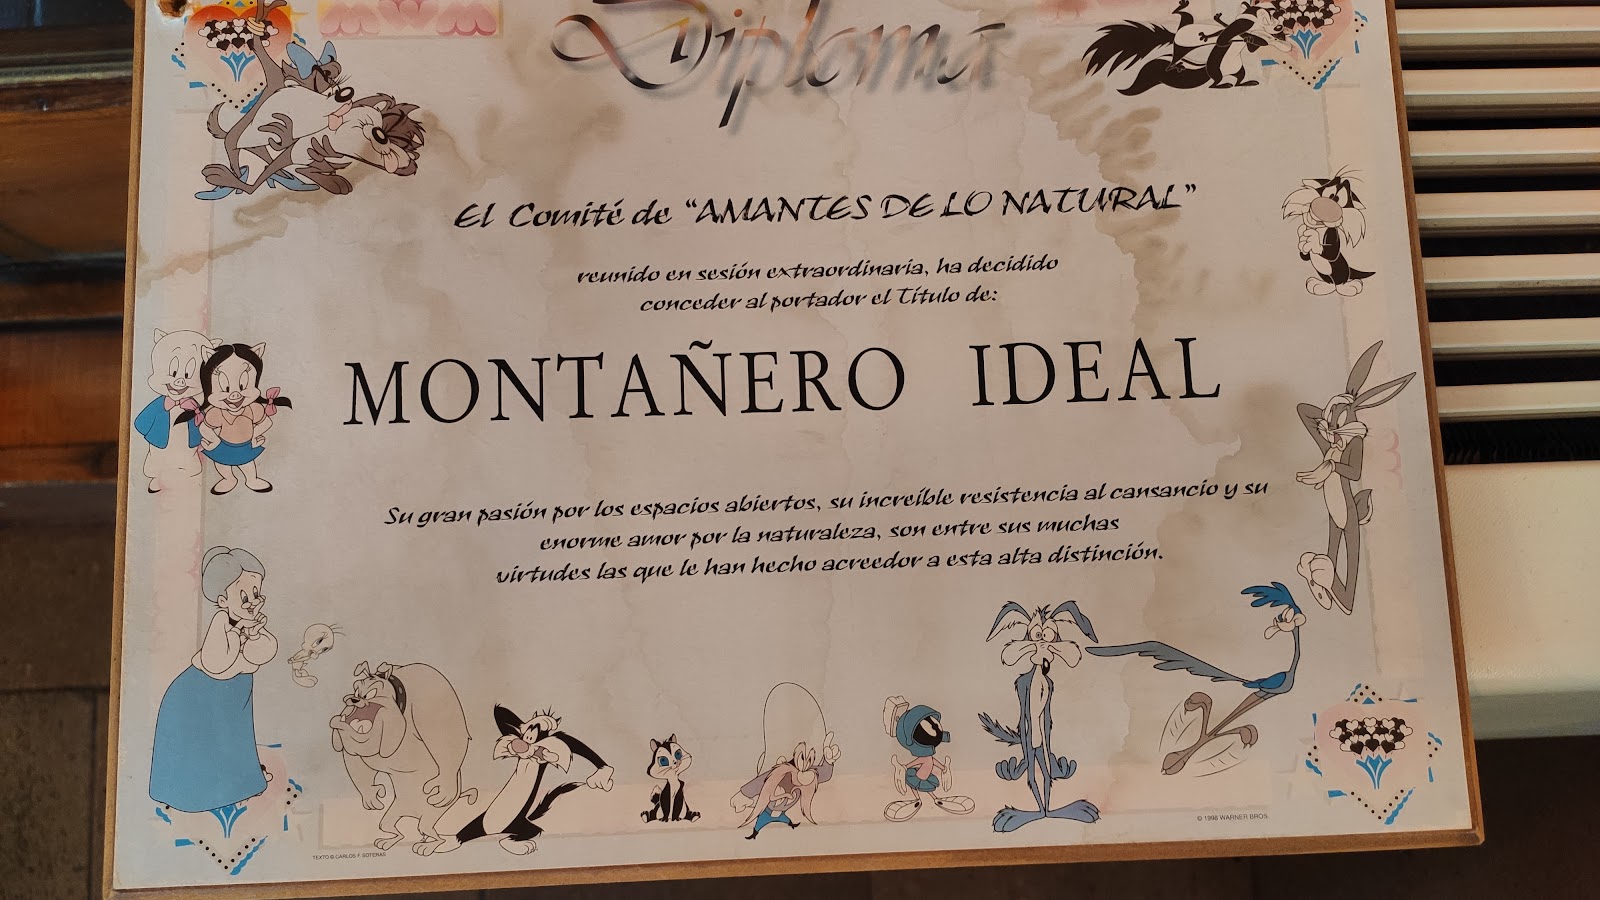 Diploma
El Comité de “AMANTES DE LO NATURAL”
reunido en sesión extraordinaria, ha decidido
conceder al portador el Título de:
MONTAÑERO IDEAL
Su gran pasión por los espacios abiertos, su increíble resistencia al cansancio y su
enorme amor por la naturaleza, son entre sus muchas
virtudes las que le han hecho acreedor a esta alta distinción.
© 1998 WARNER BROS.
TEXTO © CARLOS F. SOTERAS